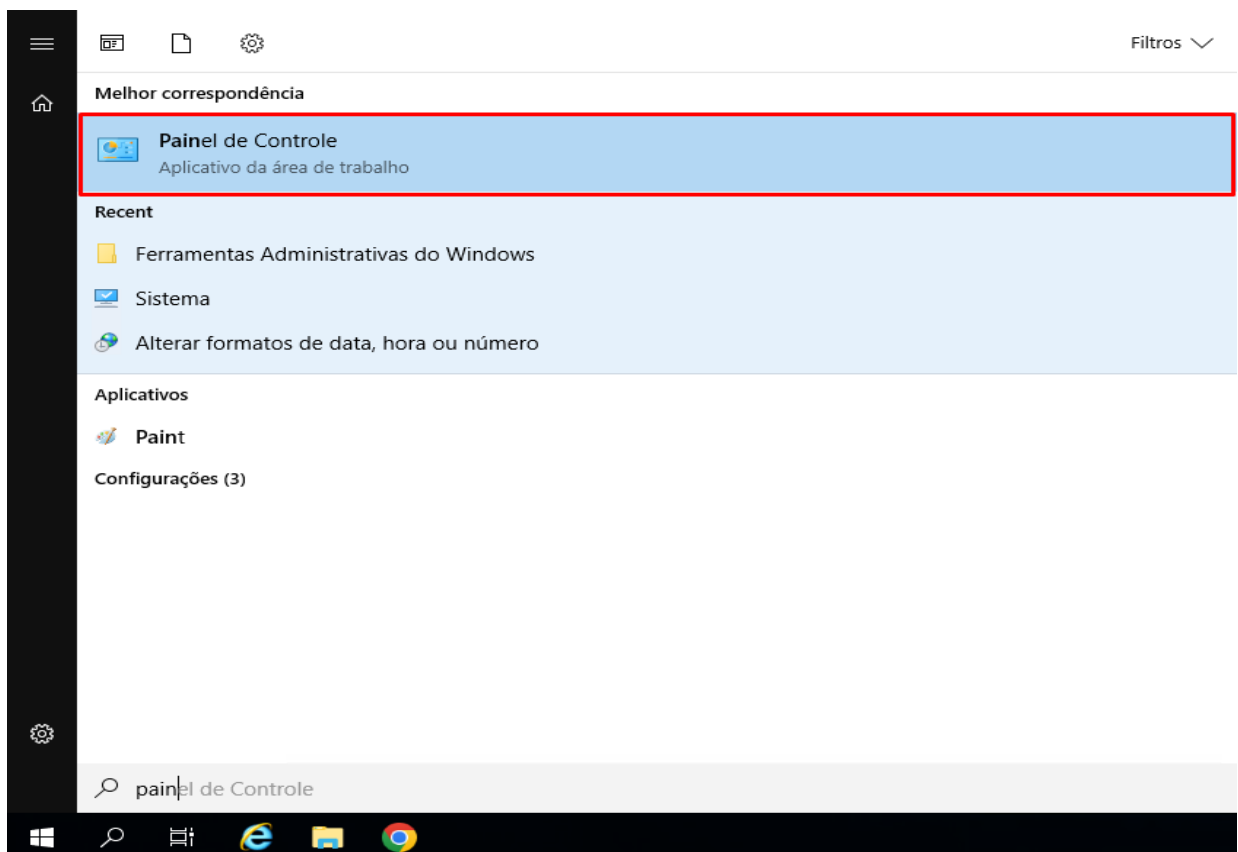 Filtros
Melhor correspondência
Painel de Controle
Aplicativo da área de trabalho
Recent
Ferramentas Administrativas do Windows
Sistema
Alterar formatos de data, hora ou número
Aplicativos
Paint
Configurações (3)
painel de Controle